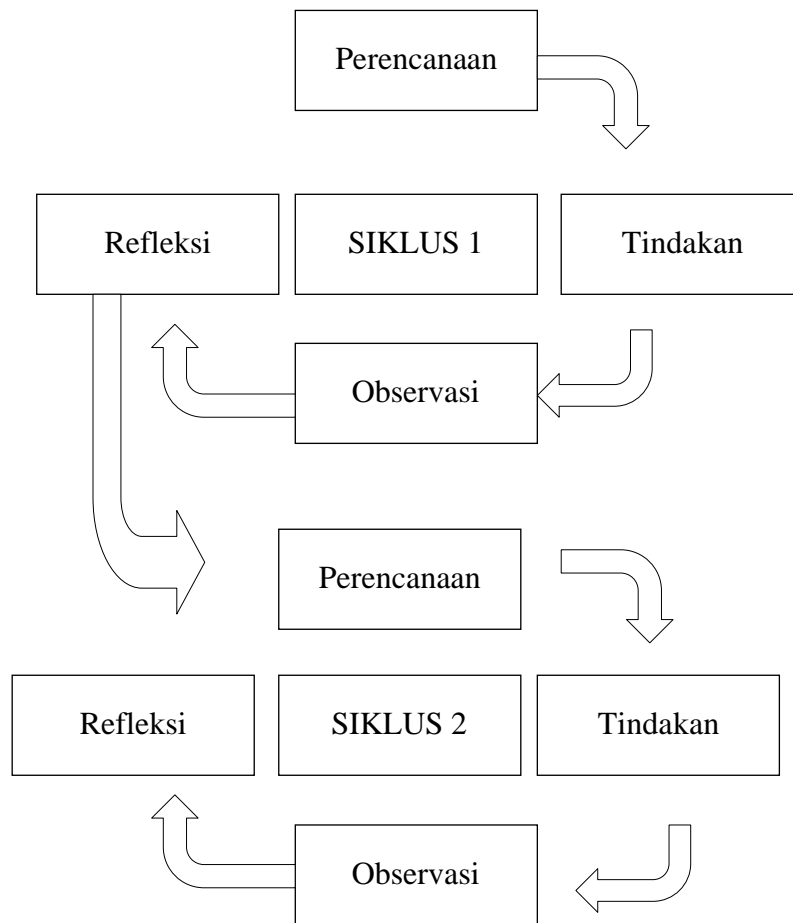 Perencanaan
Refleksi
SIKLUS 1
Tindakan
Observasi
Perencanaan
Refleksi
SIKLUS 2
Tindakan
Observasi